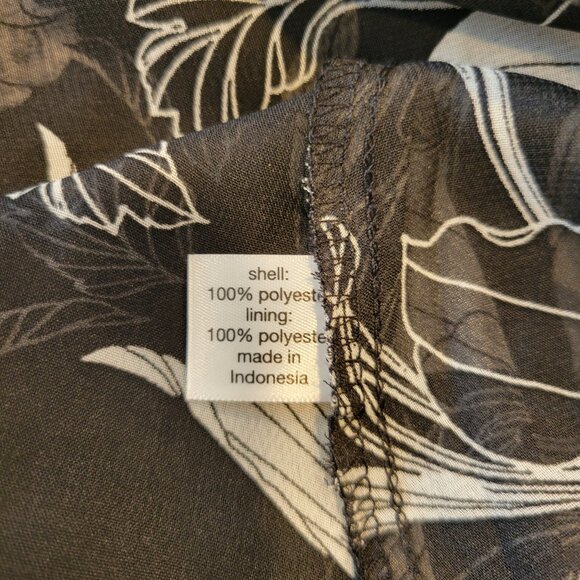 shell:
100% polyeste
lining:
100% polyeste
made in
Indonesia